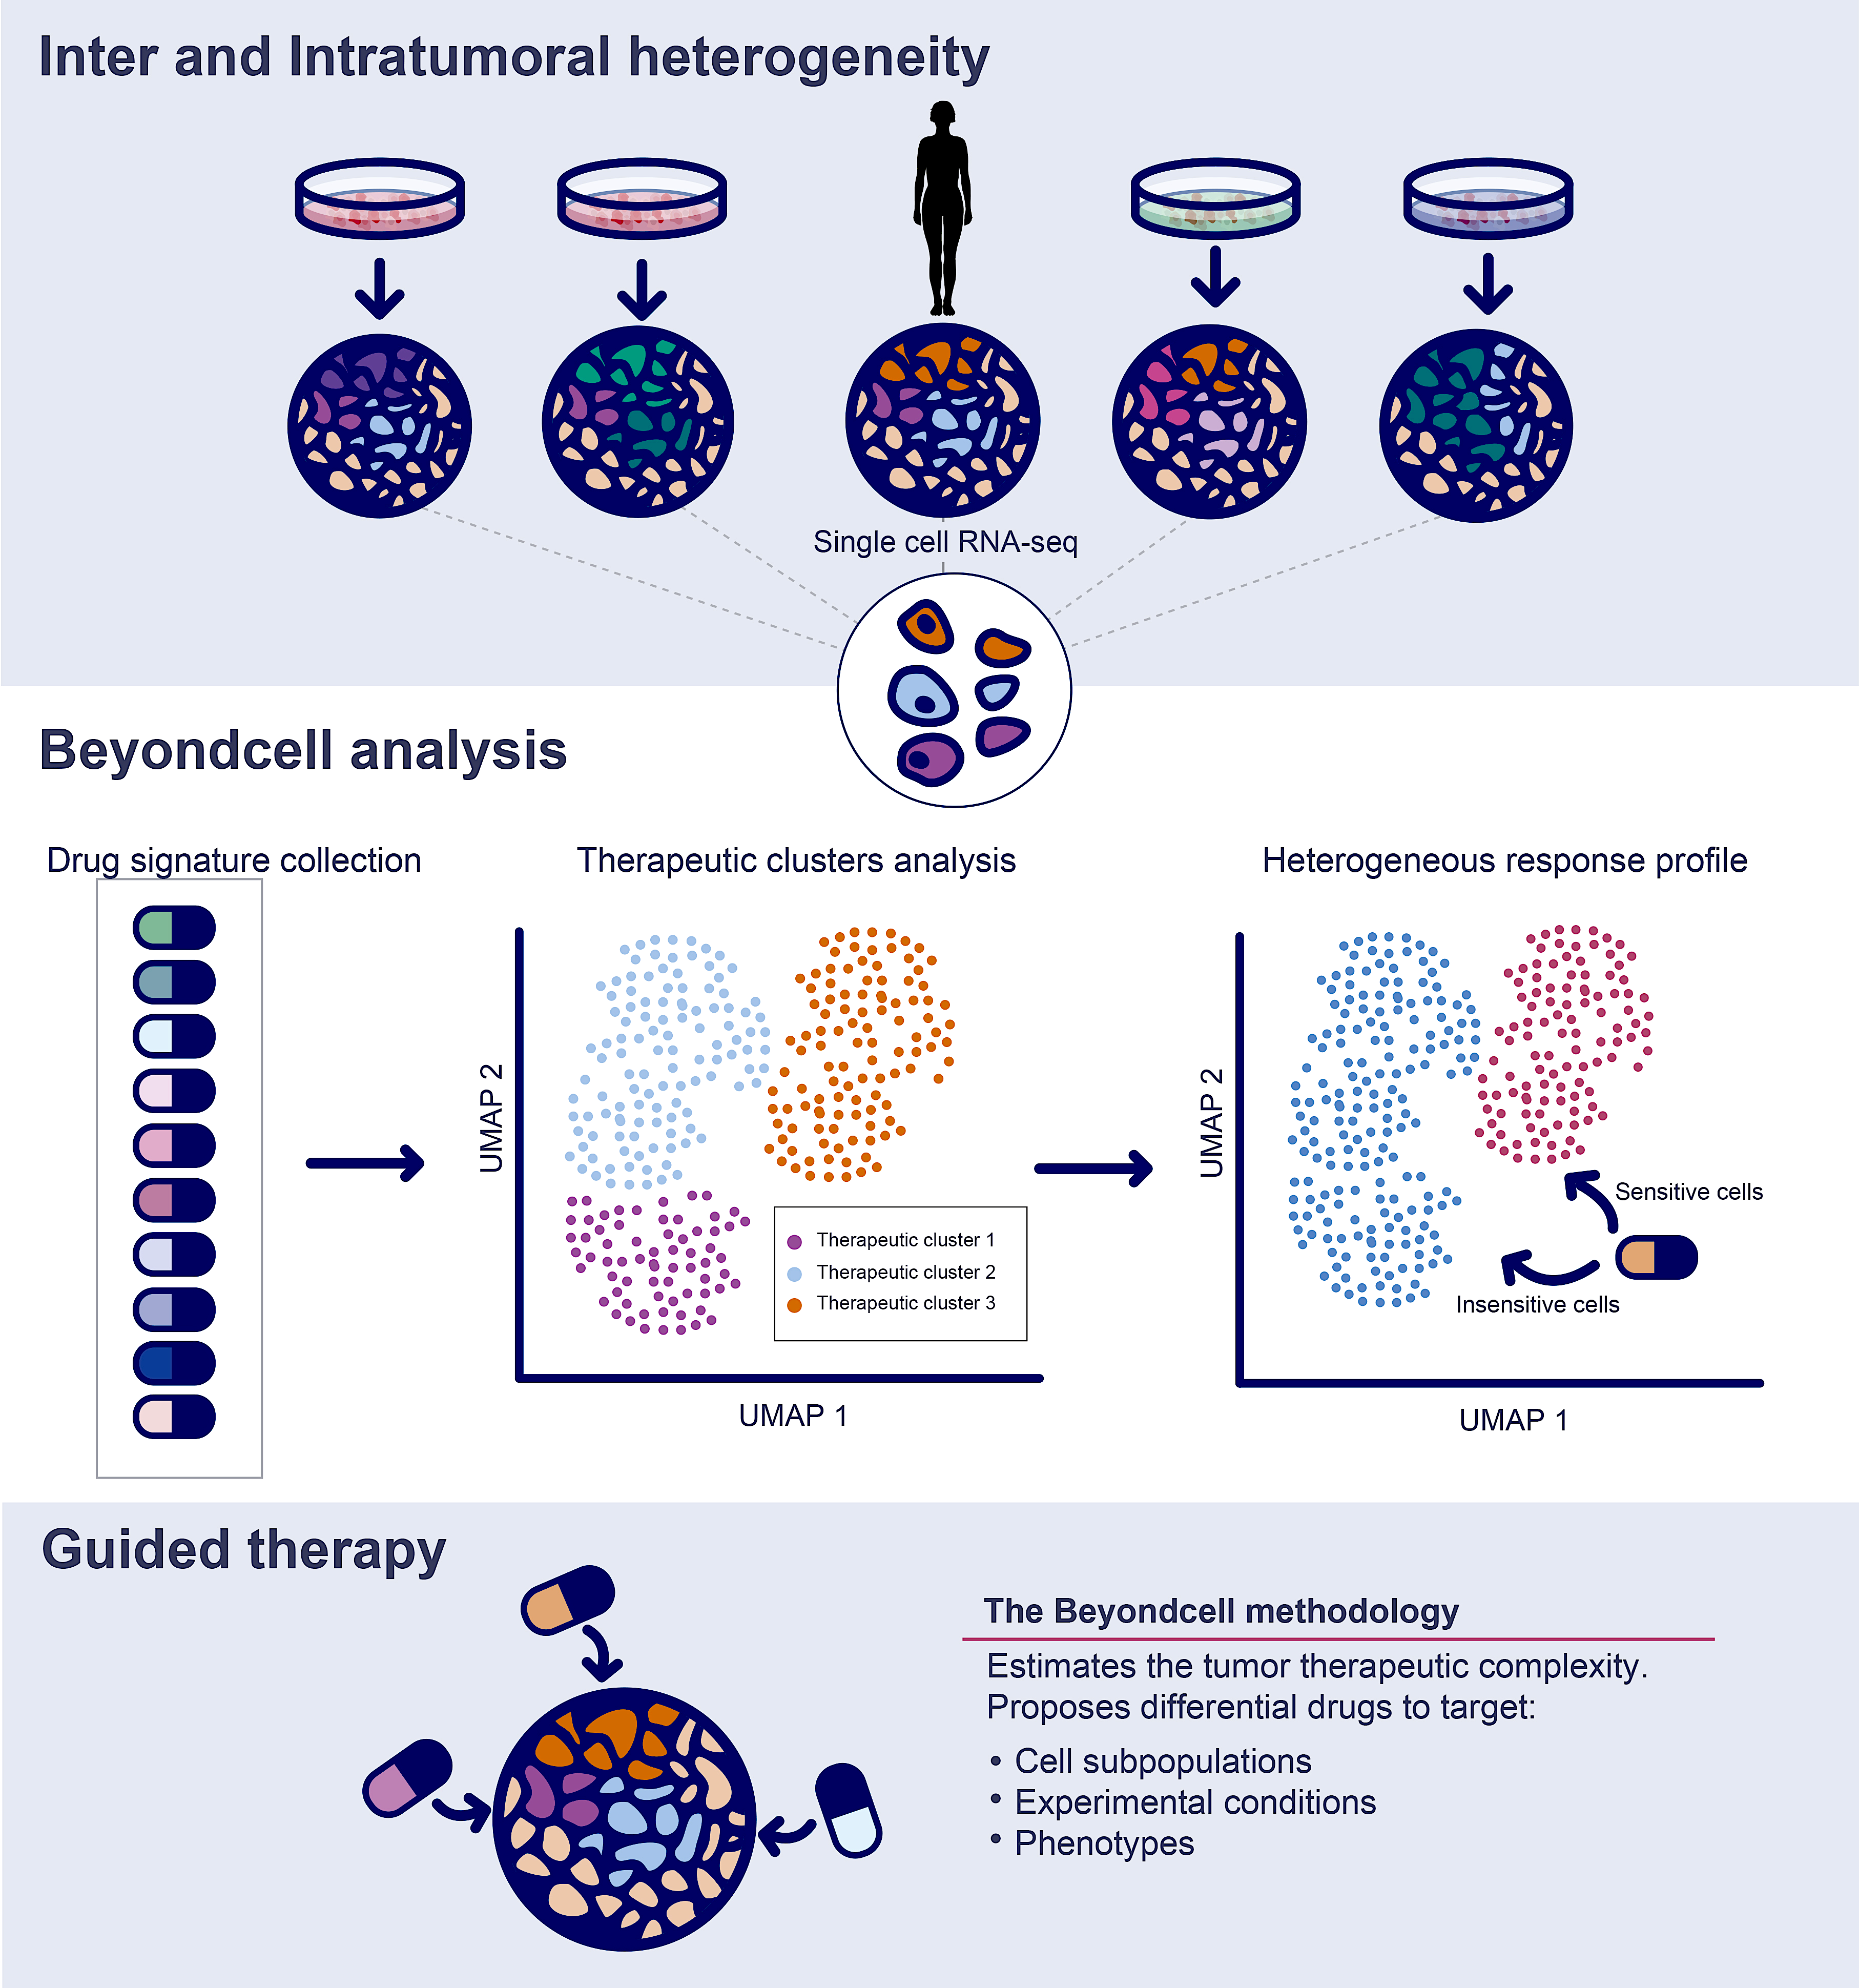 Inter and Intratumoral heterogeneity
Single cell RNA-seq
Beyondcell analysis
Drug signature collection
Therapeutic clusters analysis
Heterogeneous response profile
UMAP 2
Therapeutic cluster 1
Therapeutic cluster 2
Therapeutic cluster 3
UMAP 1
UMAP 2
Sensitive cells
Insensitive cells
UMAP 1
Guided therapy
The Beyondcell methodology
Estimates the tumor therapeutic complexity.
Proposes differential drugs to target:
• Cell subpopulations
• Experimental conditions
• Phenotypes